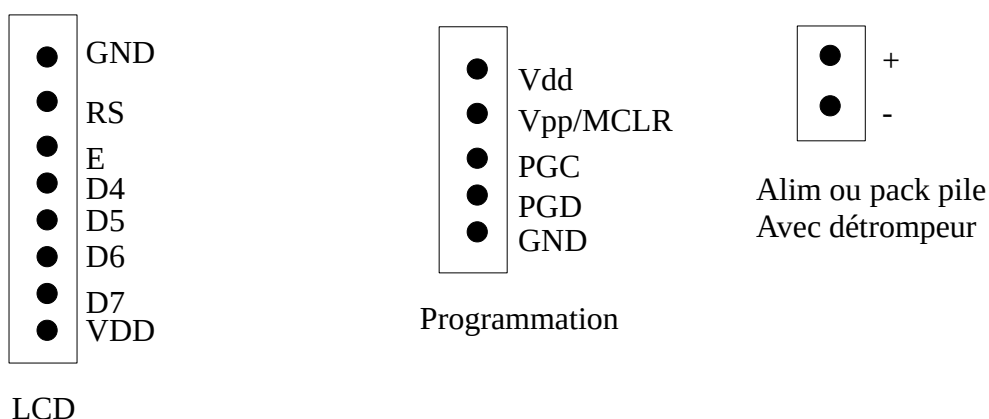 GND
RS
E
D4
D5
D6
D7
VDD
LCD
Vdd
Vpp/MCLR
PGC
PGD
GND
Programmation
+
-
Alim ou pack pile
Avec détrompeur